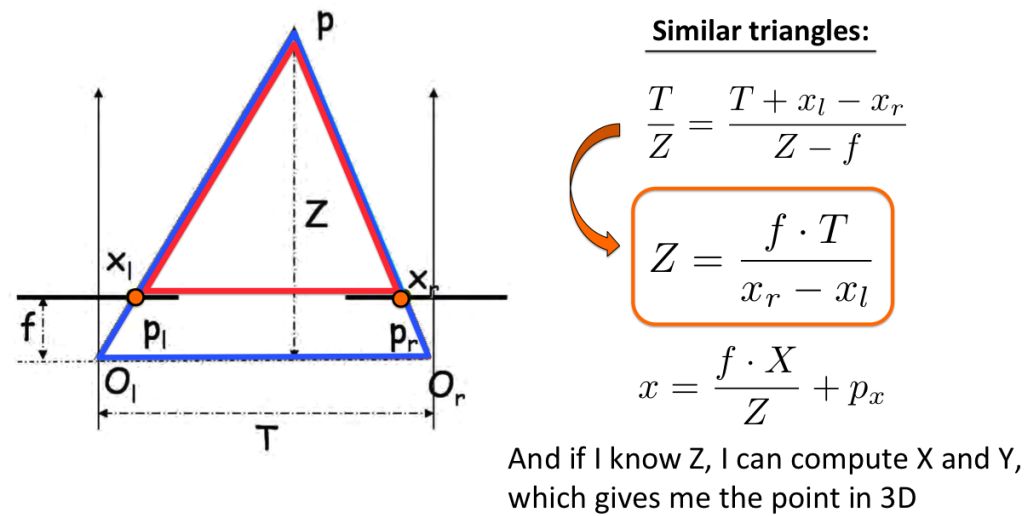 p
Similar triangles:
T/Z = (T + x_l − x_r)/(Z − f)
Z
Z = (f · T)/(x_r − x_l)
x_l
x_r
f
p_l
p_r
O_l
O_r
T
x = (f · X)/Z + p_x
And if I know Z, I can compute X and Y,
which gives me the point in 3D